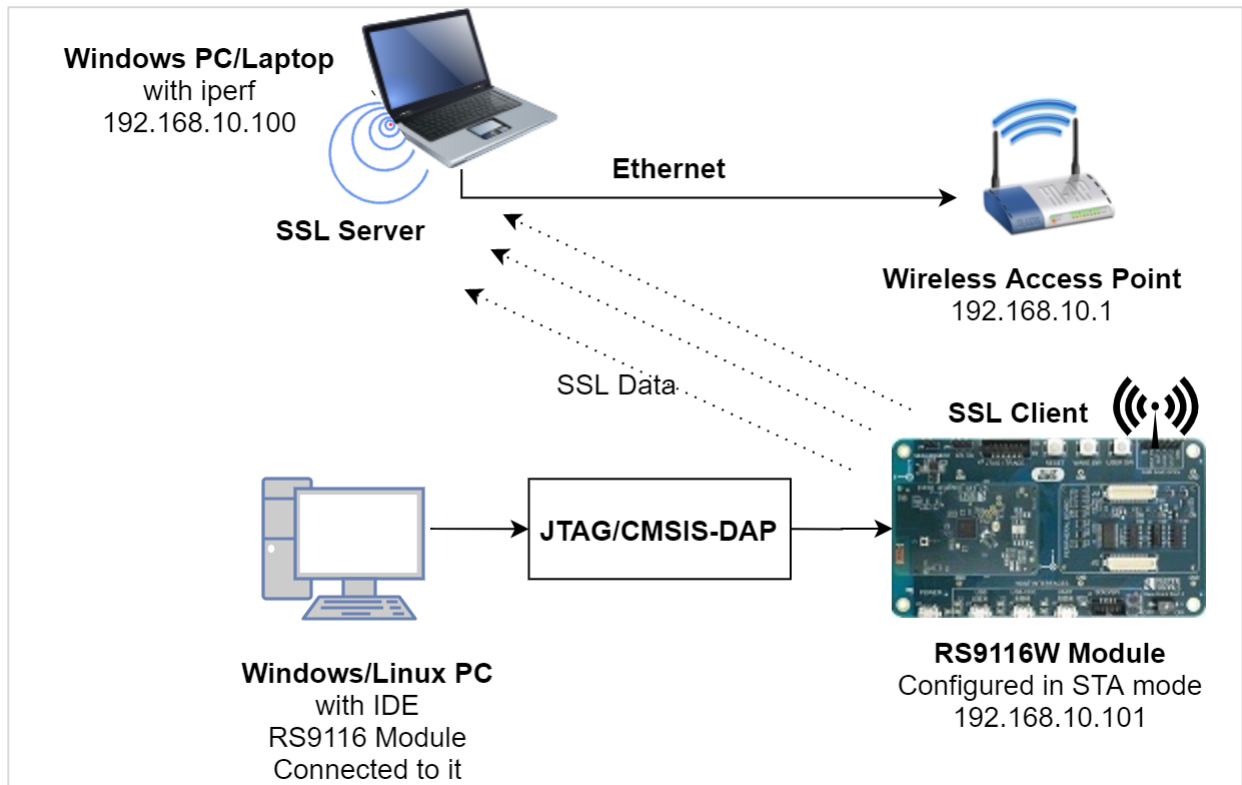 Windows PC/Laptop
with iperf
192.168.10.100
SSL Server
Ethernet
Wireless Access Point
192.168.10.1
SSL Data
SSL Client
JTAG/CMSIS-DAP
Windows/Linux PC
with IDE
RS9116 Module
Connected to it
RS9116W Module
Configured in STA mode
192.168.10.101